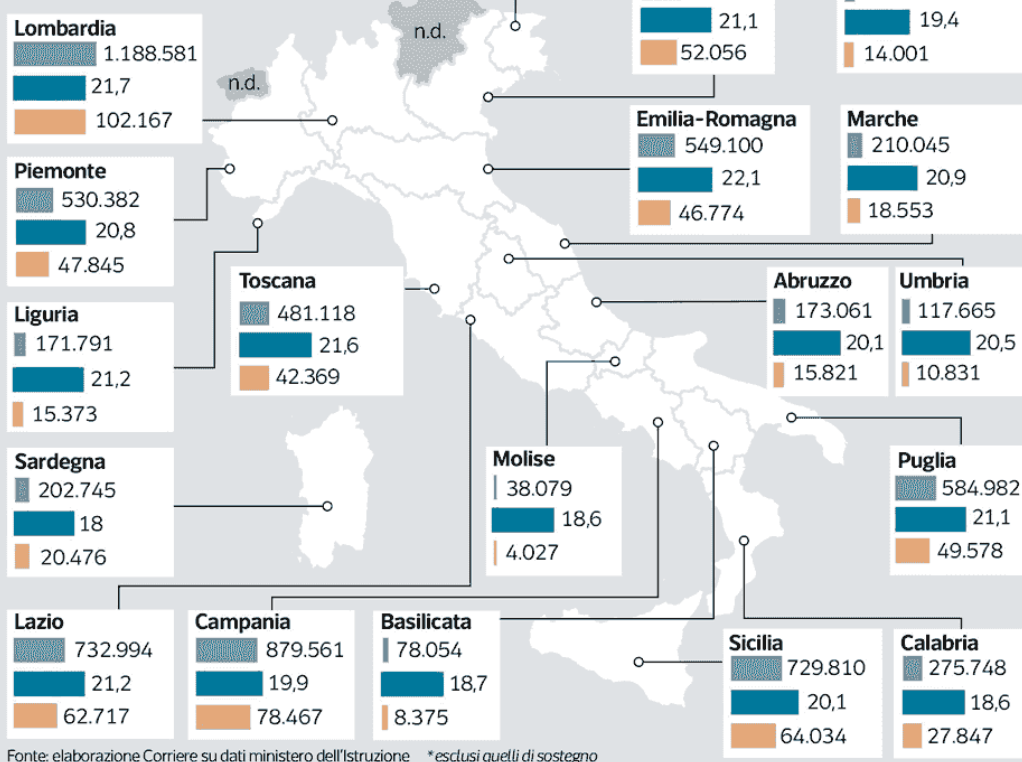 n.d.
n.d.
21,1
52.056
19,4
14.001
Lombardia
1.188.581
21,7
102.167
Emilia-Romagna
549.100
22,1
46.774
Marche
210.045
20,9
18.553
Piemonte
530.382
20,8
47.845
Toscana
481.118
21,6
42.369
Abruzzo
173.061
20,1
15.821
Umbria
117.665
20,5
10.831
Liguria
171.791
21,2
15.373
Sardegna
202.745
18
20.476
Molise
38.079
18,6
4.027
Puglia
584.982
21,1
49.578
Lazio
732.994
21,2
62.717
Campania
879.561
19,9
78.467
Basilicata
78.054
18,7
8.375
Sicilia
729.810
20,1
64.034
Calabria
275.748
18,6
27.847
Fonte: elaborazione Corriere su dati ministero dell'Istruzione *esclusi quelli di sostegno